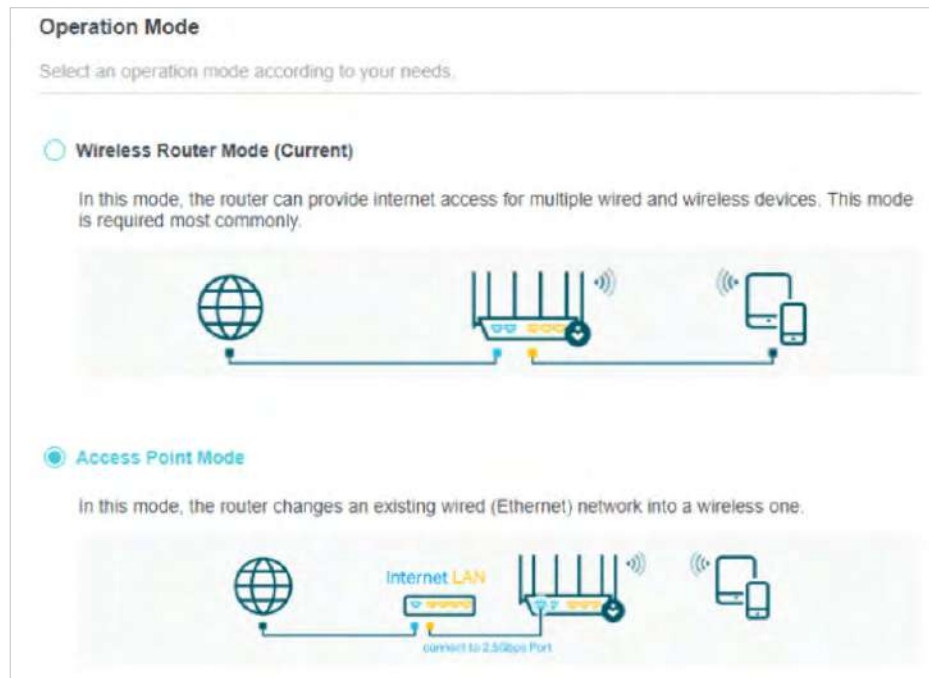 Operation Mode
Select an operation mode according to your needs.
Wireless Router Mode (Current)
In this mode, the router can provide internet access for multiple wired and wireless devices. This mode
is required most commonly.
Access Point Mode
In this mode, the router changes an existing wired (Ethernet) network into a wireless one.
Internet LAN
connect to 2.5Gbps Port